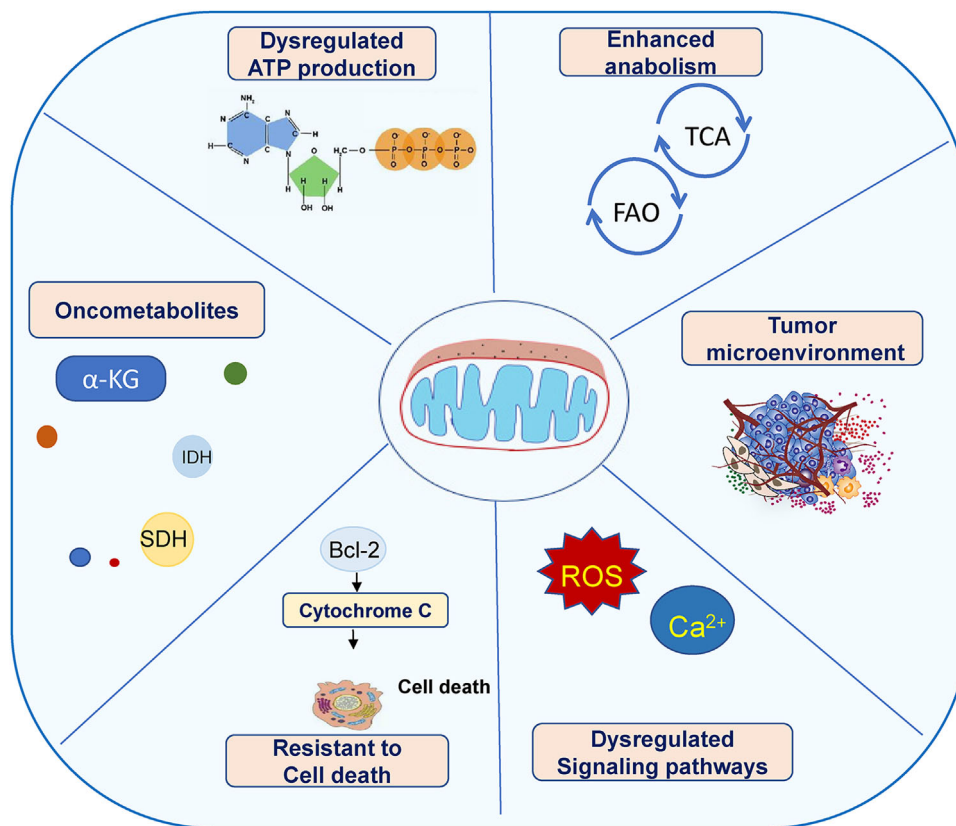 Dysregulated
ATP production
NH₂
N
C
C
N
H
C
C
C
H
N
N
O
H₂C
O
O⁻
O⁻
O⁻
P
O
P
O
P
O
O
O
O
H
H
H
H
OH
OH
Enhanced
anabolism
TCA
FAO
Oncometabolites
α-KG
IDH
SDH
Tumor
microenvironment
Bcl-2
Cytochrome C
Cell death
Resistant to
Cell death
ROS
Ca²⁺
Dysregulated
Signaling pathways